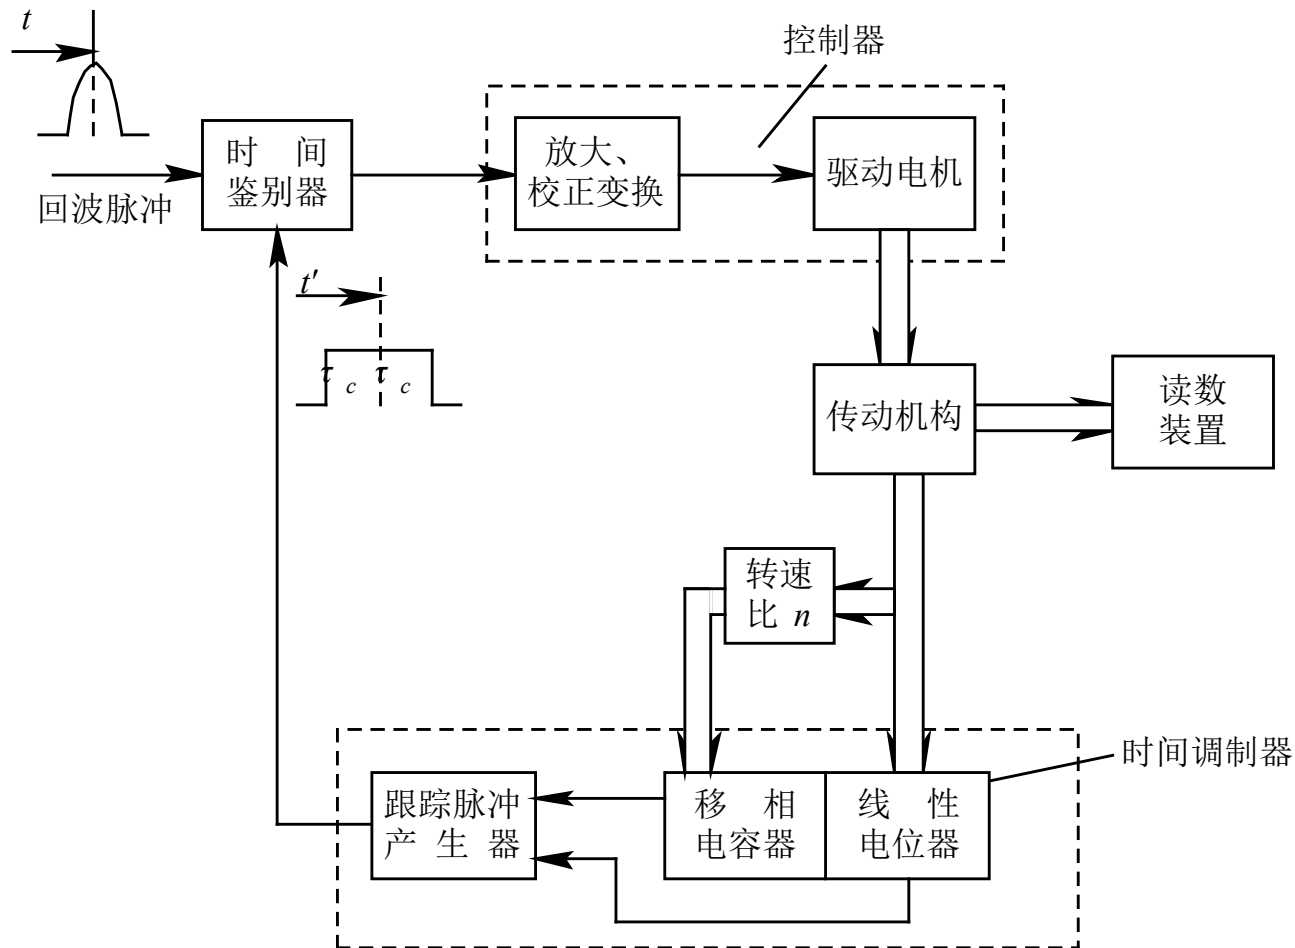 t
控制器
时 间
鉴别器
放大、
校正变换
驱动电机
回波脉冲
t′
τc τc
传动机构
读数
装置
转速
比 n
时间调制器
跟踪脉冲
产 生 器
移 相
电容器
线 性
电位器